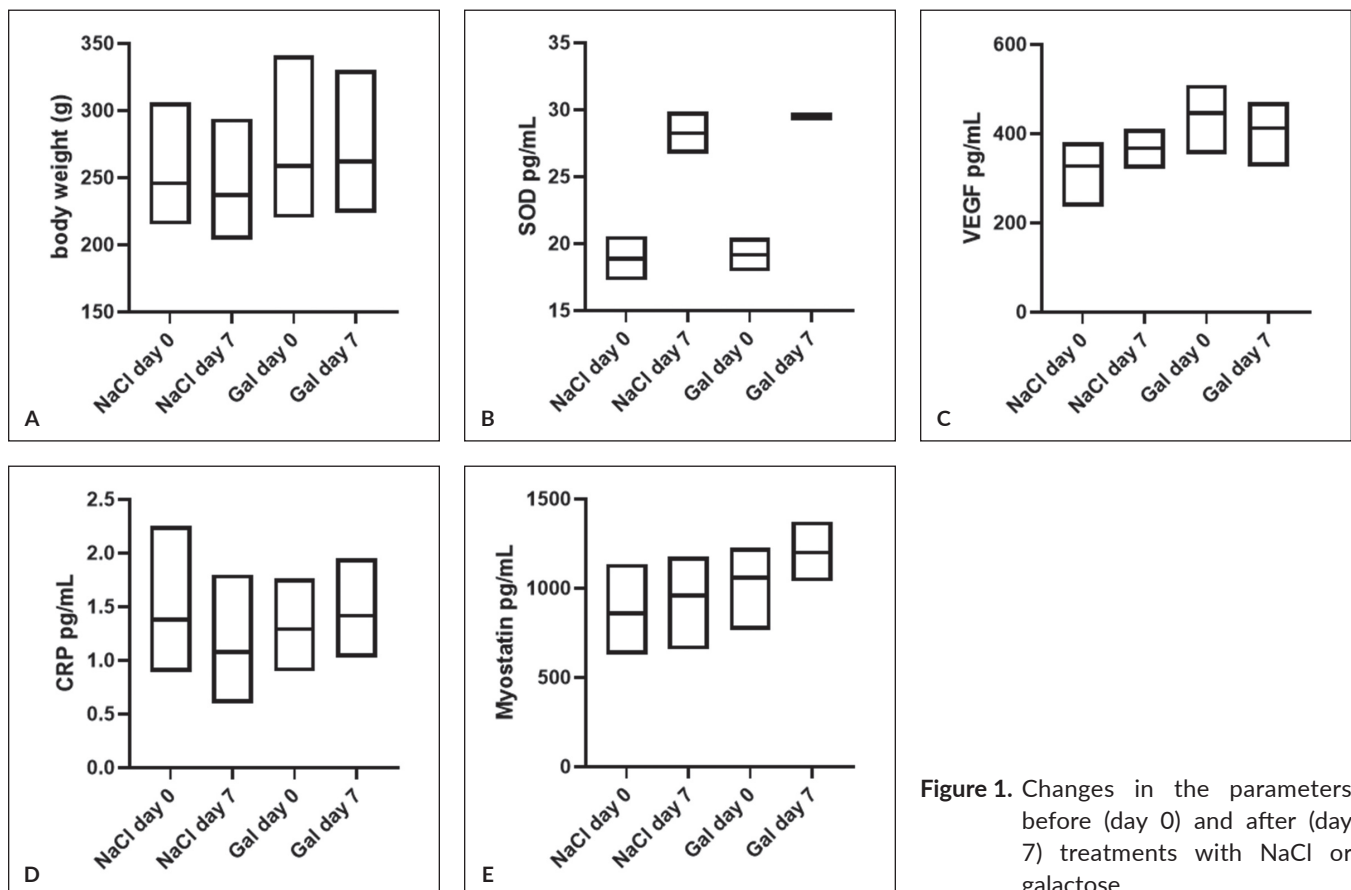 350
300
250
200
150
body weight (g)
NaCl day 0
NaCl day 7
Gal day 0
Gal day 7
A
35
30
25
20
15
SOD pg/mL
NaCl day 0
NaCl day 7
Gal day 0
Gal day 7
B
600
400
200
0
VEGF pg/mL
NaCl day 0
NaCl day 7
Gal day 0
Gal day 7
C
2.5
2.0
1.5
1.0
0.5
0.0
CRP pg/mL
NaCl day 0
NaCl day 7
Gal day 0
Gal day 7
D
1500
1000
500
0
Myostatin pg/mL
NaCl day 0
NaCl day 7
Gal day 0
Gal day 7
E
Figure 1. Changes in the parameters
before (day 0) and after (day
7) treatments with NaCl or
galactose